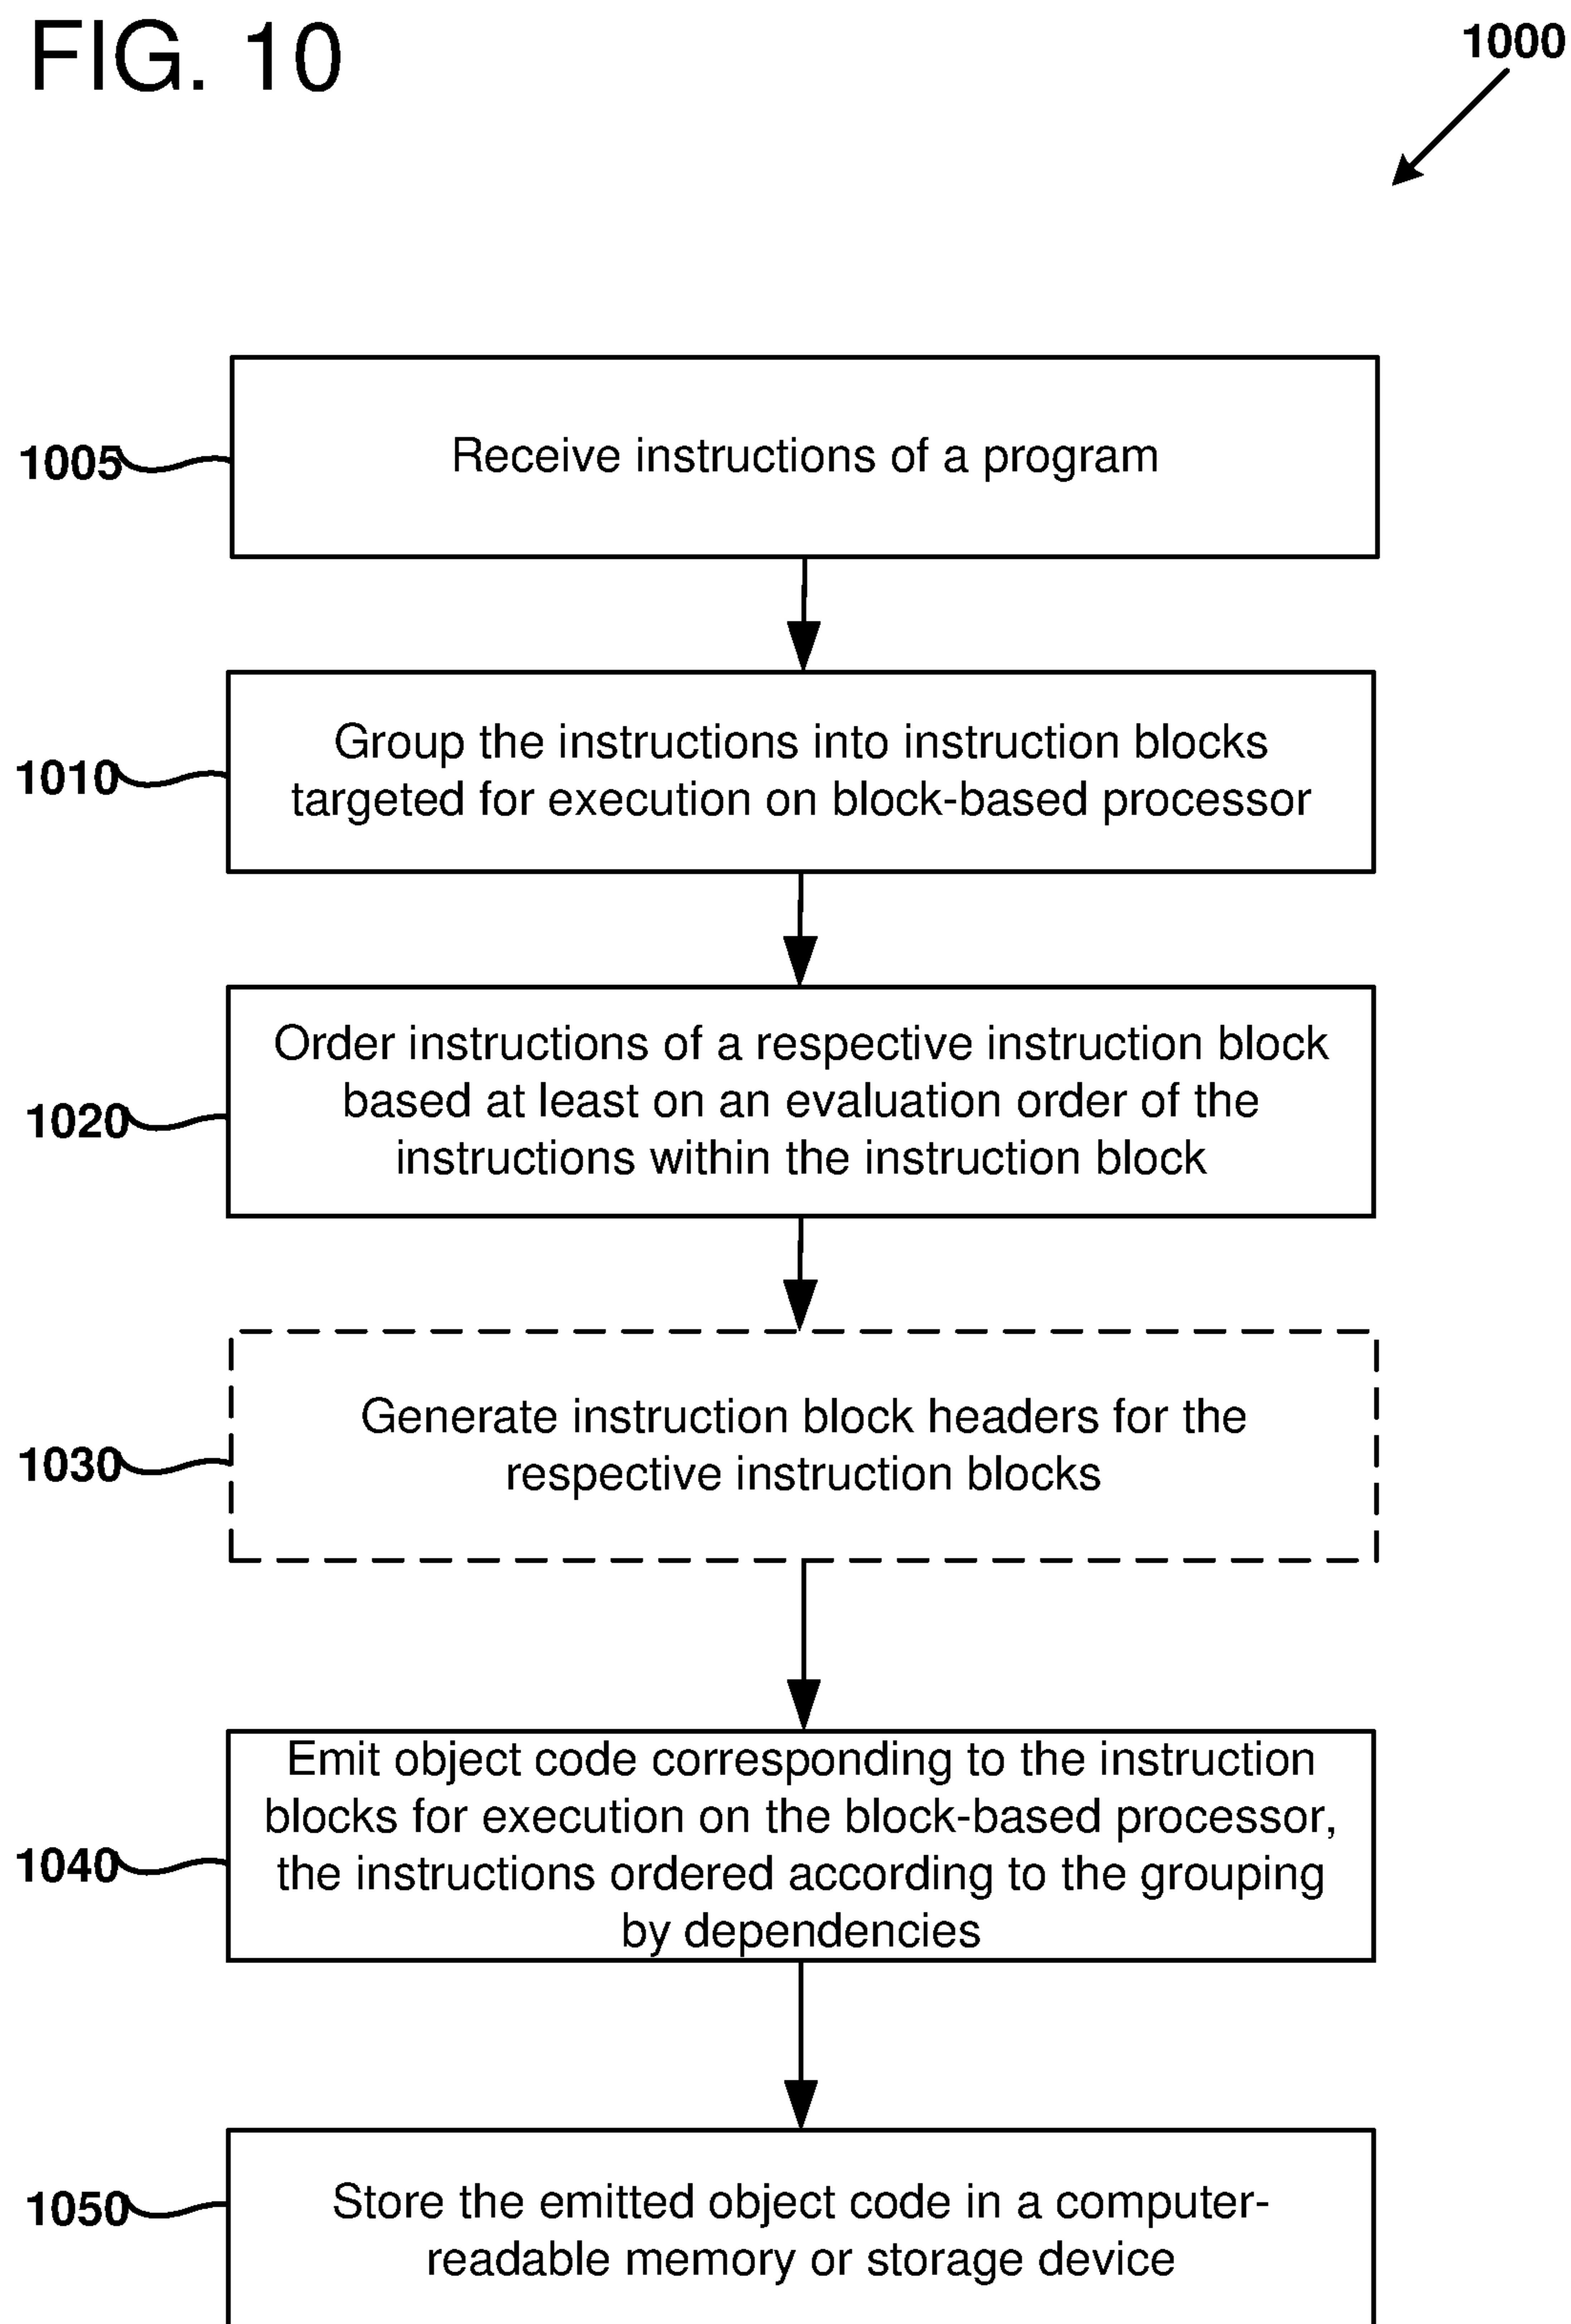 FIG. 10
1000
1005
Receive instructions of a program
1010
Group the instructions into instruction blocks
targeted for execution on block-based processor
1020
Order instructions of a respective instruction block
based at least on an evaluation order of the
instructions within the instruction block
1030
Generate instruction block headers for the
respective instruction blocks
1040
Emit object code corresponding to the instruction
blocks for execution on the block-based processor,
the instructions ordered according to the grouping
by dependencies
1050
Store the emitted object code in a computer-
readable memory or storage device